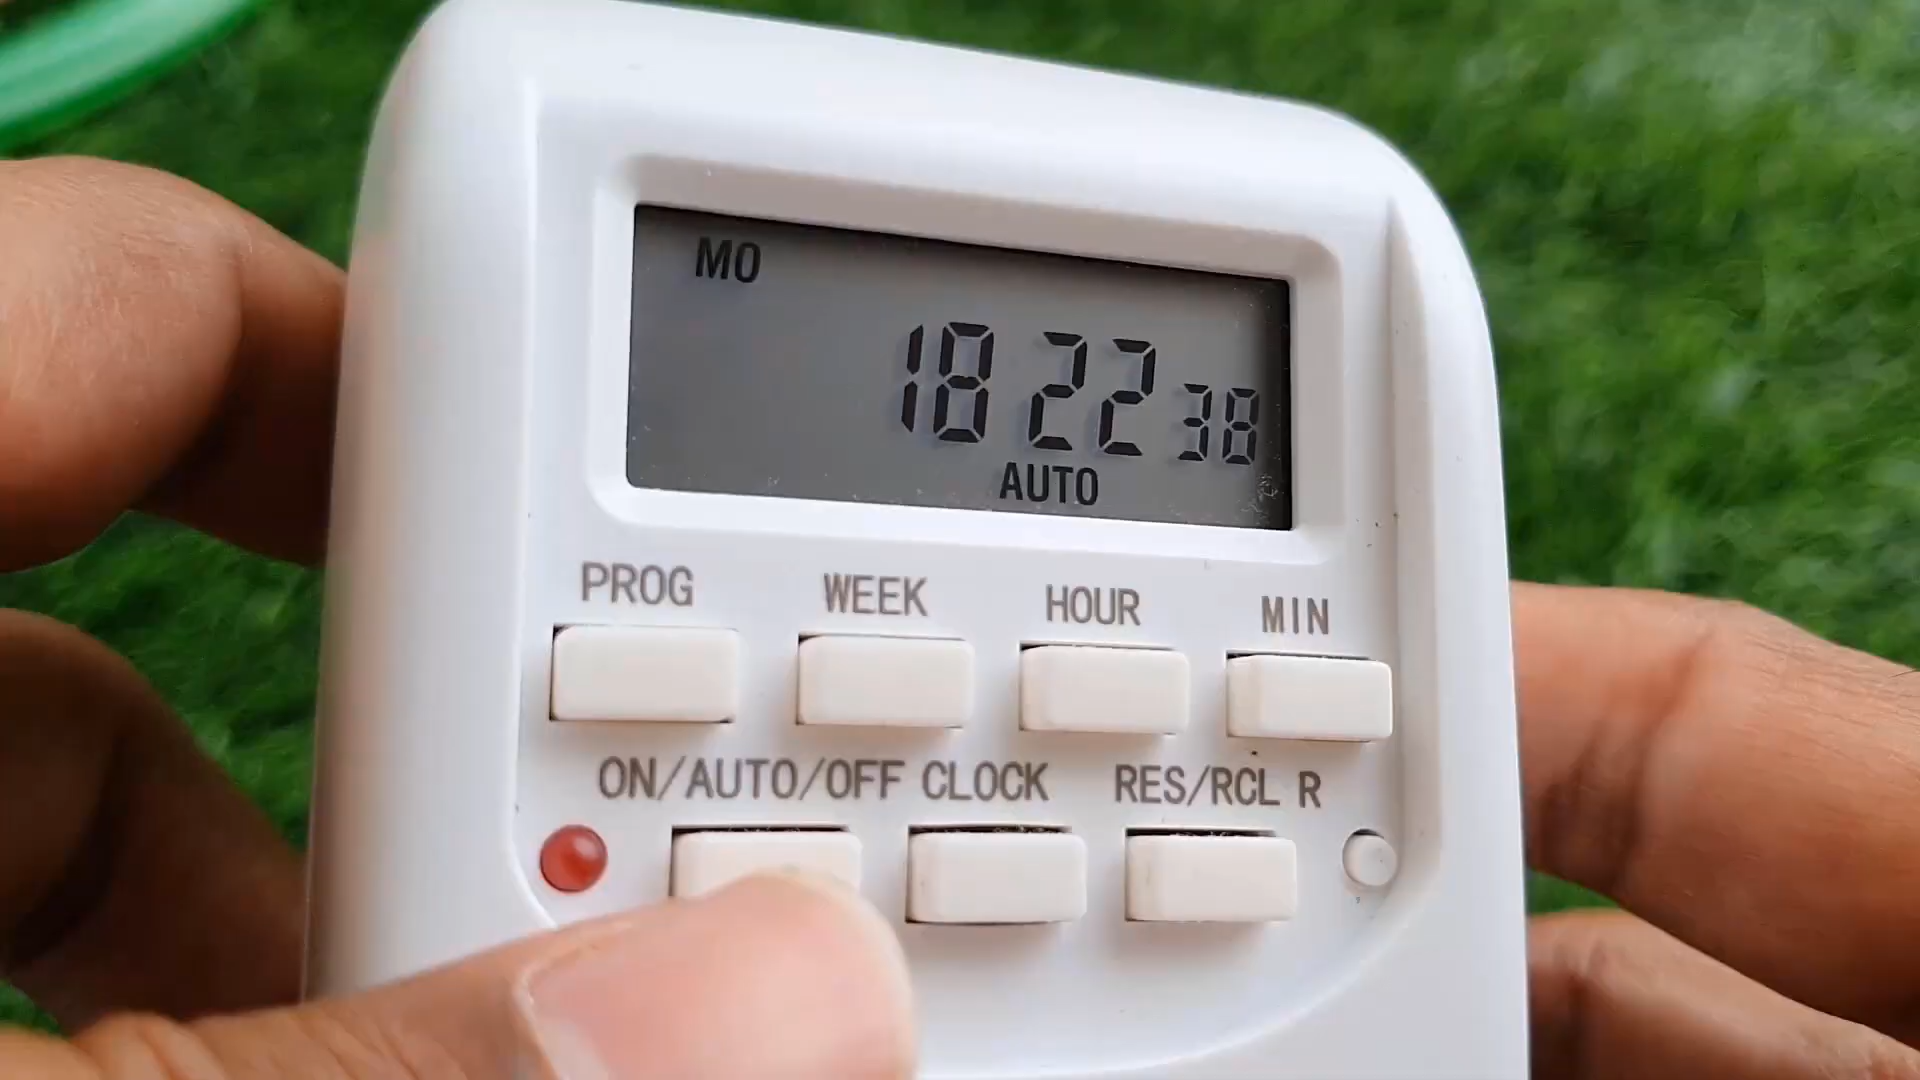 MO
18 22 38
AUTO
PROG WEEK HOUR MIN
ON/AUTO/OFF CLOCK RES/RCL R